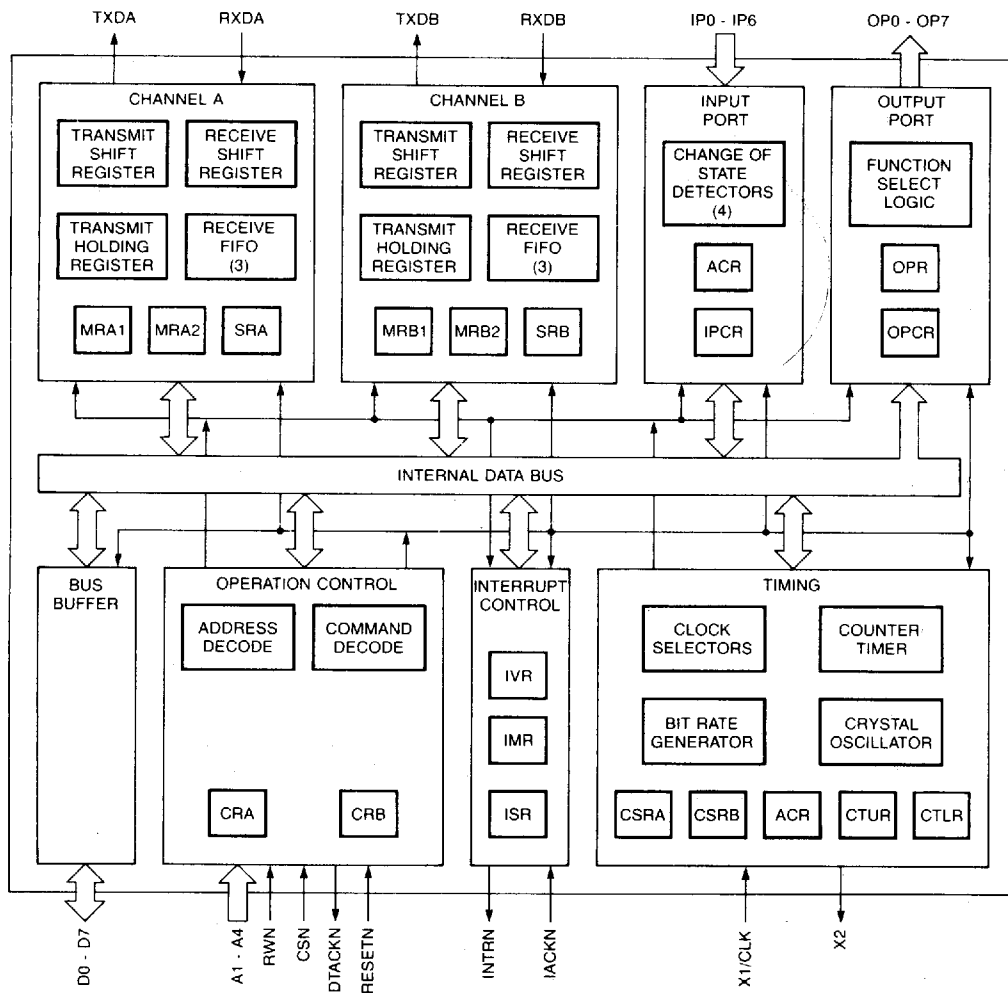 TXDA
RXDA
TXDB
RXDB
IP0 - IP6
OP0 - OP7
CHANNEL A
TRANSMIT
SHIFT
REGISTER
RECEIVE
SHIFT
REGISTER
TRANSMIT
HOLDING
REGISTER
RECEIVE
FIFO
(3)
MRA1
MRA2
SRA
CHANNEL B
TRANSMIT
SHIFT
REGISTER
RECEIVE
SHIFT
REGISTER
TRANSMIT
HOLDING
REGISTER
RECEIVE
FIFO
(3)
MRB1
MRB2
SRB
INPUT
PORT
CHANGE OF
STATE
DETECTORS
(4)
ACR
IPCR
OUTPUT
PORT
FUNCTION
SELECT
LOGIC
OPR
OPCR
INTERNAL DATA BUS
BUS
BUFFER
OPERATION CONTROL
ADDRESS
DECODE
COMMAND
DECODE
CRA
CRB
INTERRUPT
CONTROL
IVR
IMR
ISR
TIMING
CLOCK
SELECTORS
COUNTER
TIMER
BIT RATE
GENERATOR
CRYSTAL
OSCILLATOR
CSRA
CSRB
ACR
CTUR
CTLR
D0 - D7
A1 - A4
RWN
CSN
DTACKN
RESETN
INTRN
IACKN
X1/CLK
X2